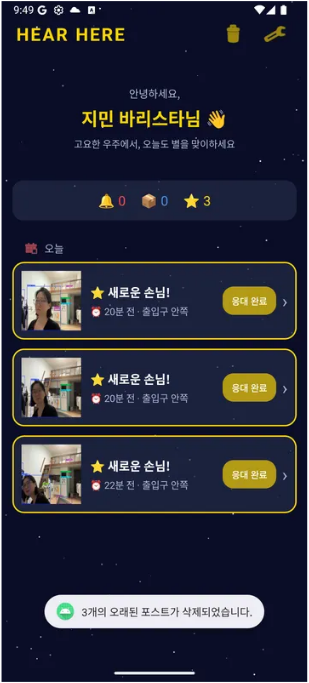 9:49
HEAR HERE
안녕하세요,
지민 바리스타님 👋
고요한 우주에서, 오늘도 별을 맞이하세요
🔔 0 📦 0 ⭐ 3
오늘
⭐ 새로운 손님!
⏰ 20분 전 · 출입구 안쪽
응대 완료
⭐ 새로운 손님!
⏰ 20분 전 · 출입구 안쪽
응대 완료
⭐ 새로운 손님!
⏰ 22분 전 · 출입구 안쪽
응대 완료
3개의 오래된 포스트가 삭제되었습니다.